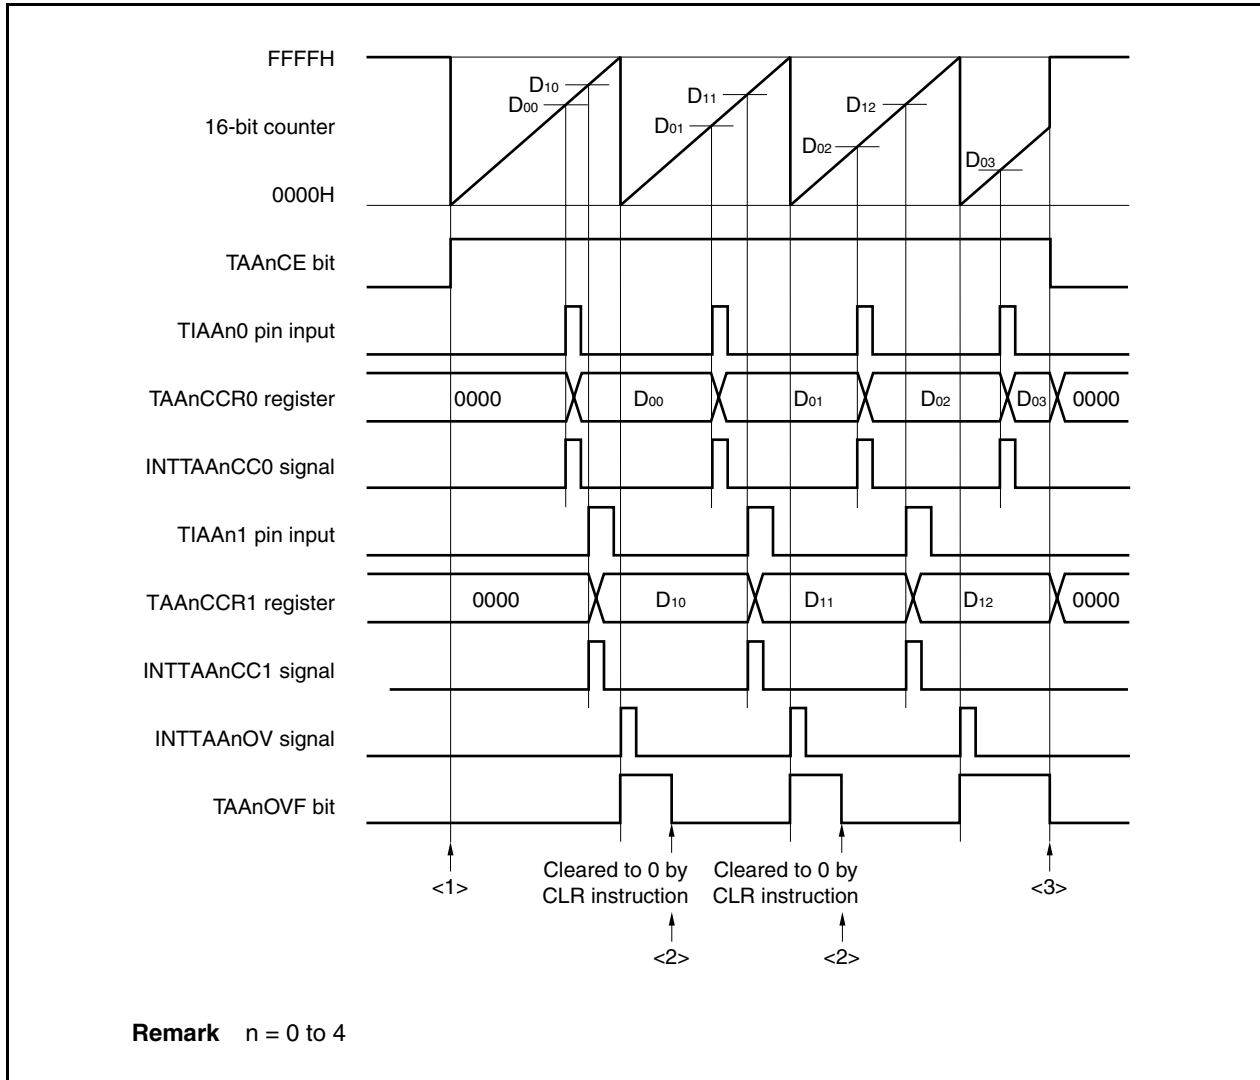 FFFFH
16-bit counter
0000H
D10
D00
D11
D01
D12
D02
D03
TAAnCE bit
TIAAn0 pin input
TAAnCCR0 register
0000 D00 D01 D02 D03 0000
INTTAAnCC0 signal
TIAAn1 pin input
TAAnCCR1 register
0000 D10 D11 D12 0000
INTTAAnCC1 signal
INTTAAnOV signal
TAAnOVF bit
<1>
Cleared to 0 by
CLR instruction
<2>
Cleared to 0 by
CLR instruction
<2>
<3>
Remark n = 0 to 4